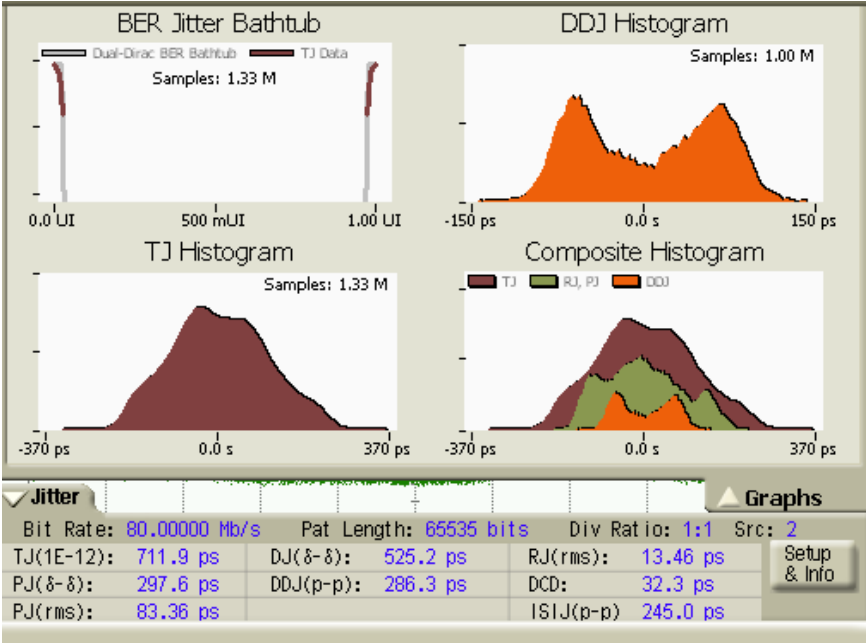 BER Jitter Bathtub
Dual-Dirac BER Bathtub TJ Data
Samples: 1.33 M
0.0 UI 500 mUI 1.00 UI
DDJ Histogram
Samples: 1.00 M
-150 ps 0.0 s 150 ps
TJ Histogram
Samples: 1.33 M
-370 ps 0.0 s 370 ps
Composite Histogram
TJ RJ, PJ DDJ
-370 ps 0.0 s 370 ps
Jitter Graphs
Bit Rate: 80.00000 Mb/s Pat Length: 65535 bits Div Ratio: 1:1 Src: 2
TJ(1E-12): 711.9 ps DJ(δ-δ): 525.2 ps RJ(rms): 13.46 ps
PJ(δ-δ): 297.6 ps DDJ(p-p): 286.3 ps DCD: 32.3 ps
PJ(rms): 83.36 ps ISIJ(p-p) 245.0 ps
Setup
& Info